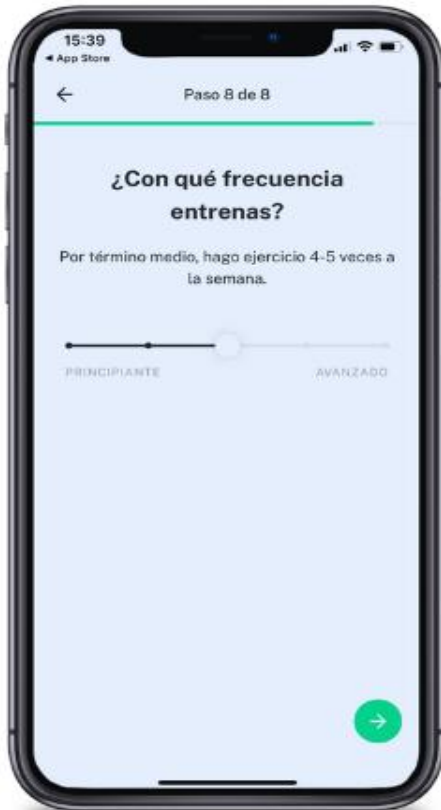 15:39
◀ App Store
Paso 8 de 8
¿Con qué frecuencia
entrenas?
Por término medio, hago ejercicio 4-5 veces a
la semana.
PRINCIPIANTE AVANZADO